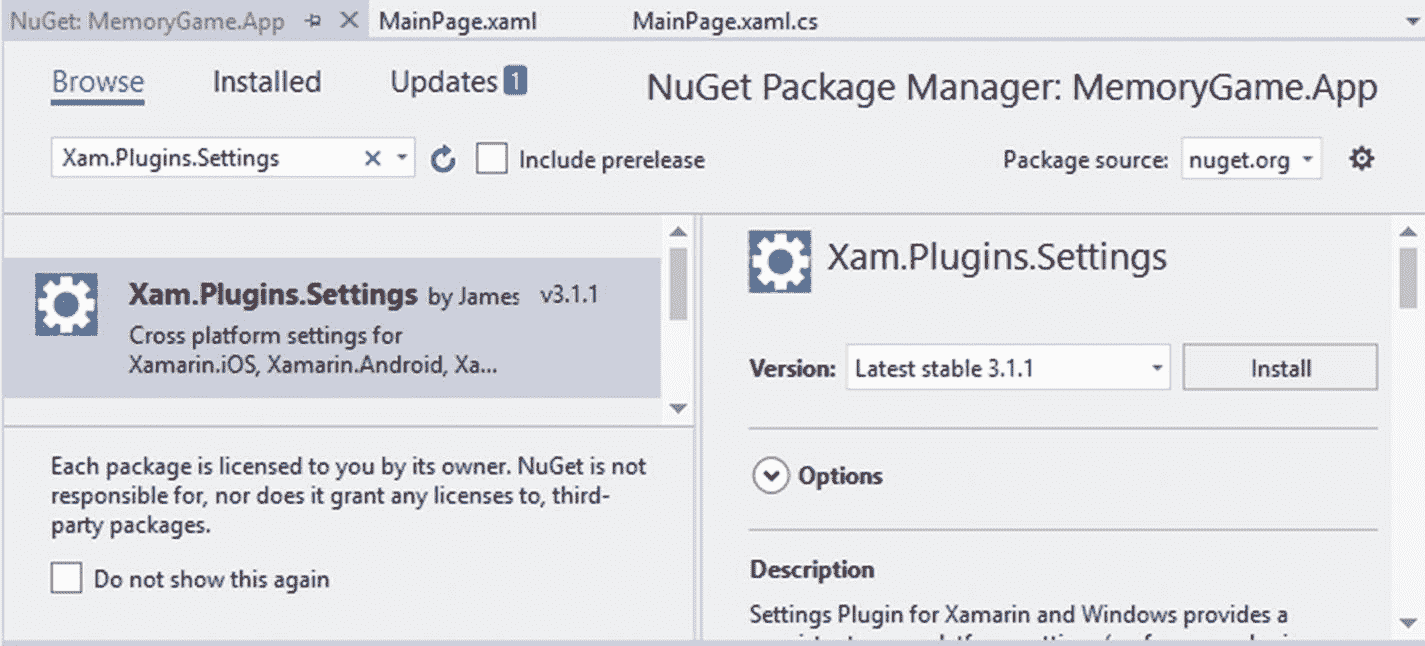 NuGet: MemoryGame.App
MainPage.xaml
MainPage.xaml.cs
Browse
Installed
Updates 1
NuGet Package Manager: MemoryGame.App
Xam.Plugins.Settings
Include prerelease
Package source: nuget.org
Xam.Plugins.Settings by James v3.1.1
Cross platform settings for
Xamarin.iOS, Xamarin.Android, Xa...
Each package is licensed to you by its owner. NuGet is not
responsible for, nor does it grant any licenses to, third-
party packages.
Do not show this again
Xam.Plugins.Settings
Version: Latest stable 3.1.1
Install
Options
Description
Settings Plugin for Xamarin and Windows provides a